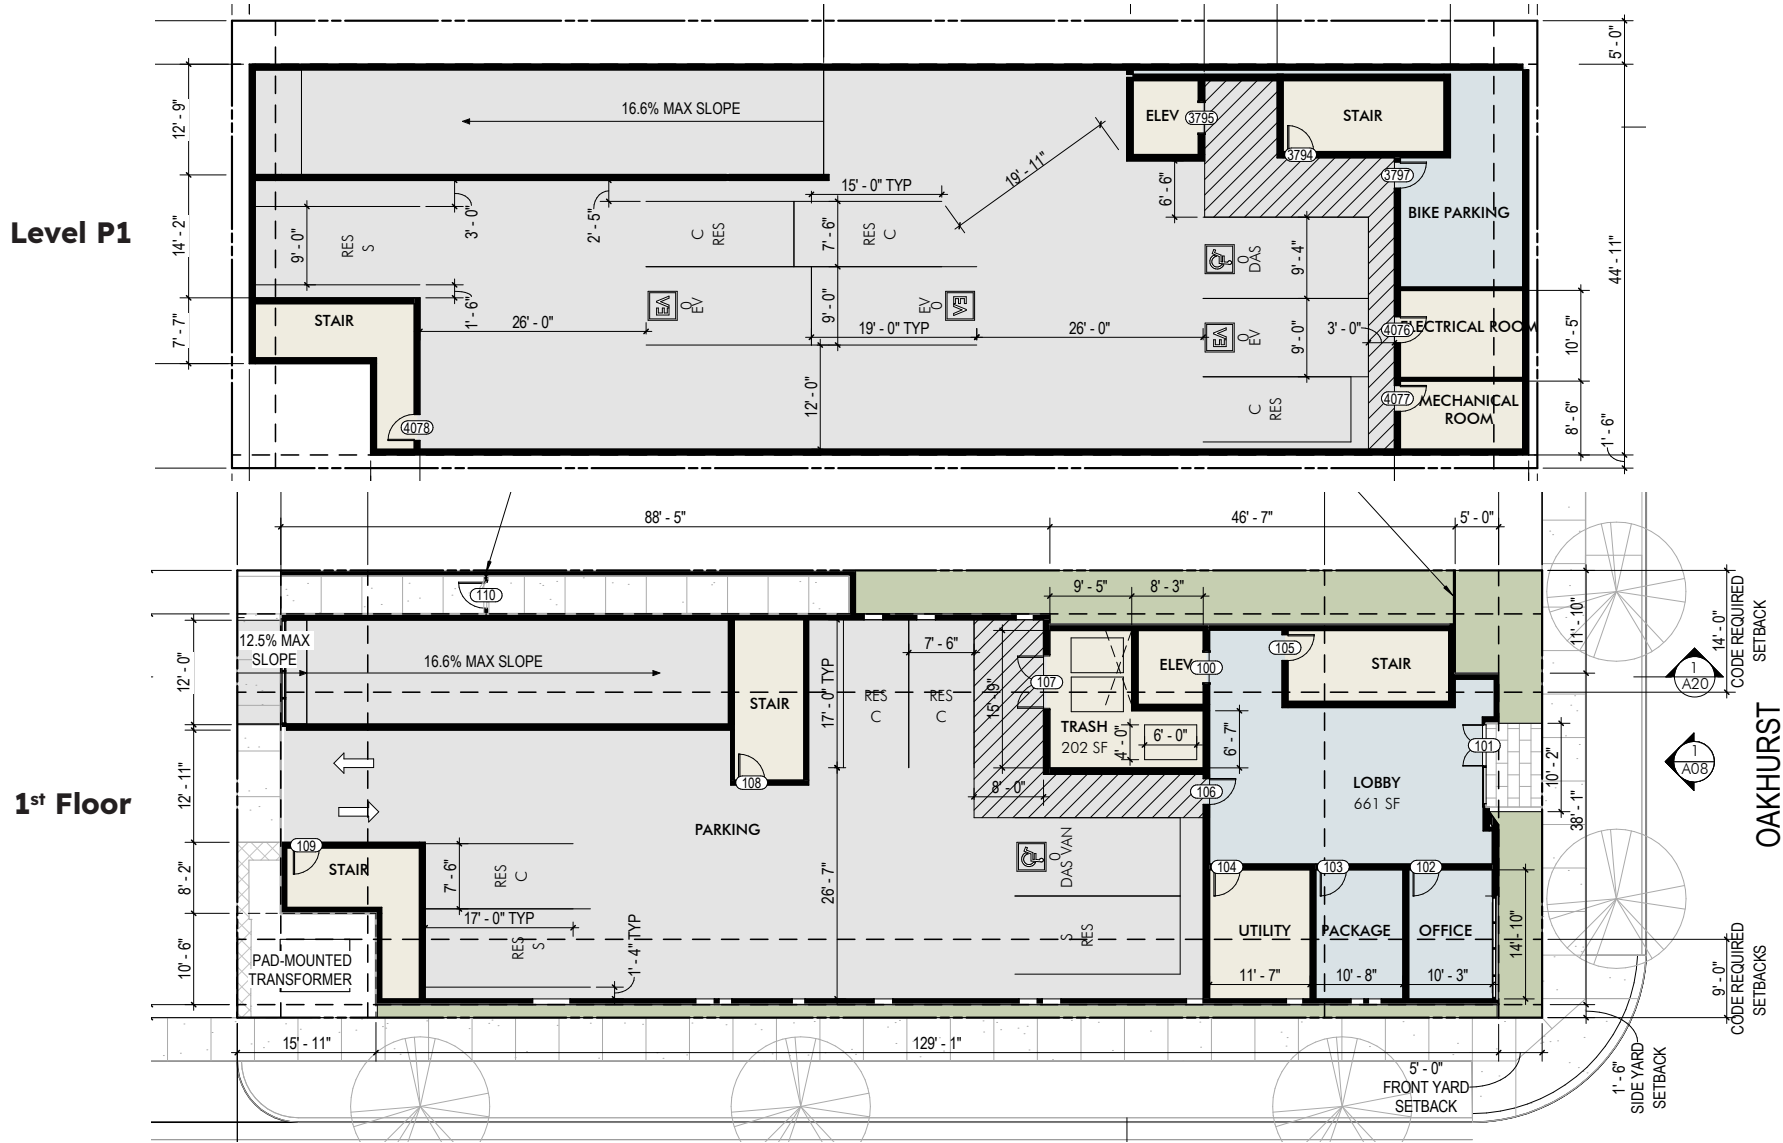 5' - 0"
16.6% MAX SLOPE
ELEV
3795
STAIR
3794
12' - 9"
19' - 11"
3797
15' - 0" TYP
6' - 6"
3' - 0"
2' - 5"
BIKE PARKING
Level P1
14' - 2"
9' - 0"
RES
S
C
RES
7' - 6"
RES
C
0
DAS
9' - 4"
44' - 11"
EV
0
EV
EV
0
EV
9' - 0"
1' - 6"
STAIR
7' - 7"
26' - 0"
19' - 0" TYP
26' - 0"
EV
0
EV
9' - 0"
3' - 0"
4076
ELECTRICAL ROOM
10' - 5"
12' - 0"
C
RES
4077
MECHANICAL
ROOM
8' - 6"
1' - 6"
4078
88' - 5"
46' - 7"
5' - 0"
110
9' - 5"
8' - 3"
11' - 10"
14' - 0"
CODE REQUIRED
SETBACK
12.5% MAX
SLOPE
12' - 0"
16.6% MAX SLOPE
7' - 6"
105
ELEV
100
STAIR
107
1
A20
STAIR
17' - 0" TYP
RES
C
RES
C
15' - 9"
TRASH
202 SF
4' - 0"
6' - 0"
6' - 7"
101
1
A08
10' - 2"
OAKHURST
108
8' - 0"
106
LOBBY
661 SF
1st Floor
12' - 11"
PARKING
38' - 1"
109
STAIR
8' - 2"
7' - 6"
RES
C
26' - 7"
0
DAS VAN
104
103
102
17' - 0" TYP
RES
S
1' - 4" TYP
S
RES
UTILITY
PACKAGE
OFFICE
14' - 10"
10' - 6"
PAD-MOUNTED
TRANSFORMER
11' - 7"
10' - 8"
10' - 3"
9' - 0"
CODE REQUIRED
SETBACKS
15' - 11"
129' - 1"
5' - 0"
FRONT YARD
SETBACK
1' - 6"
SIDE YARD
SETBACK